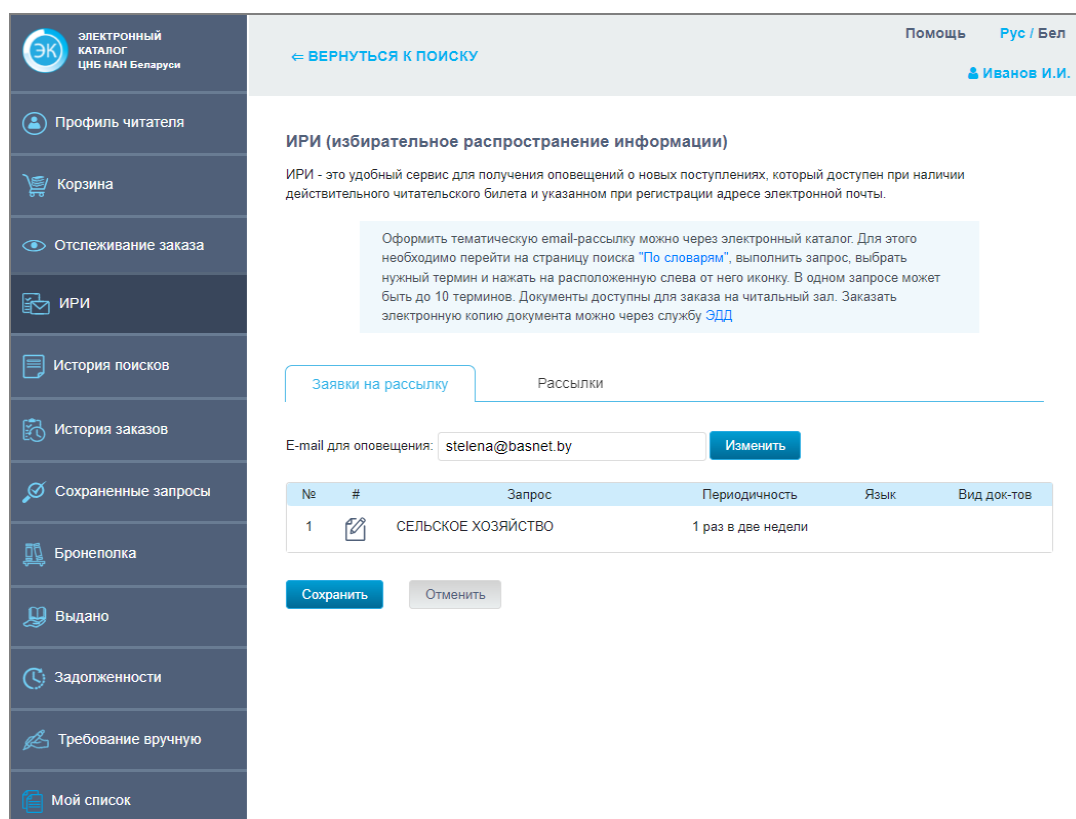 ЭК
ЭЛЕКТРОННЫЙ
КАТАЛОГ
ЦНБ НАН Беларуси
Профиль читателя
Корзина
Отслеживание заказа
ИРИ
История поисков
История заказов
Сохраненные запросы
Бронеполка
Выдано
Задолженности
Требование вручную
Мой список
⇐ ВЕРНУТЬСЯ К ПОИСКУ
Помощь Рус / Бел
Иванов И.И.
ИРИ (избирательное распространение информации)
ИРИ - это удобный сервис для получения оповещений о новых поступлениях, который доступен при наличии
действительного читательского билета и указанном при регистрации адресе электронной почты.
Оформить тематическую email-рассылку можно через электронный каталог. Для этого
необходимо перейти на страницу поиска "По словарям", выполнить запрос, выбрать
нужный термин и нажать на расположенную слева от него иконку. В одном запросе может
быть до 10 терминов. Документы доступны для заказа на читальный зал. Заказать
электронную копию документа можно через службу ЭДД
Заявки на рассылку Рассылки
E-mail для оповещения: stelena@basnet.by Изменить
№ # Запрос Периодичность Язык Вид док-тов
1 СЕЛЬСКОЕ ХОЗЯЙСТВО 1 раз в две недели
Сохранить Отменить